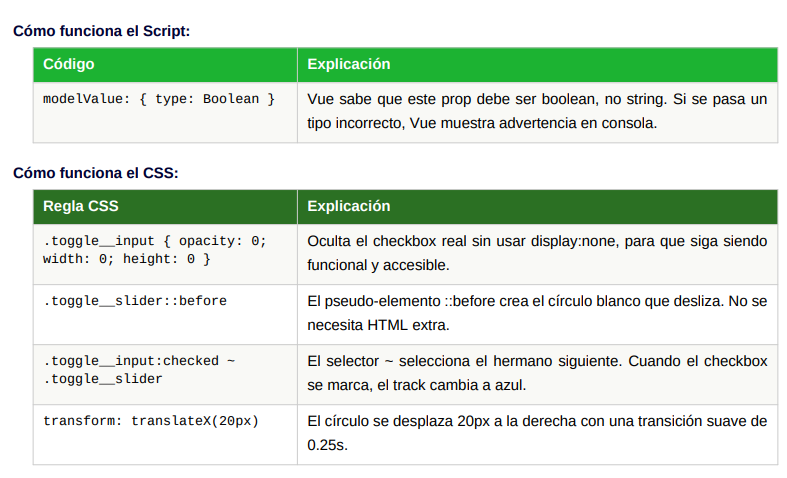 Cómo funciona el Script:
Código
Explicación
modelValue: { type: Boolean }
Vue sabe que este prop debe ser boolean, no string. Si se pasa un
tipo incorrecto, Vue muestra advertencia en consola.
Cómo funciona el CSS:
Regla CSS
Explicación
.toggle__input { opacity: 0;
width: 0; height: 0 }
Oculta el checkbox real sin usar display:none, para que siga siendo
funcional y accesible.
.toggle__slider::before
El pseudo-elemento ::before crea el círculo blanco que desliza. No se
necesita HTML extra.
.toggle__input:checked ~
.toggle__slider
El selector ~ selecciona el hermano siguiente. Cuando el checkbox
se marca, el track cambia a azul.
transform: translateX(20px)
El círculo se desplaza 20px a la derecha con una transición suave de
0.25s.